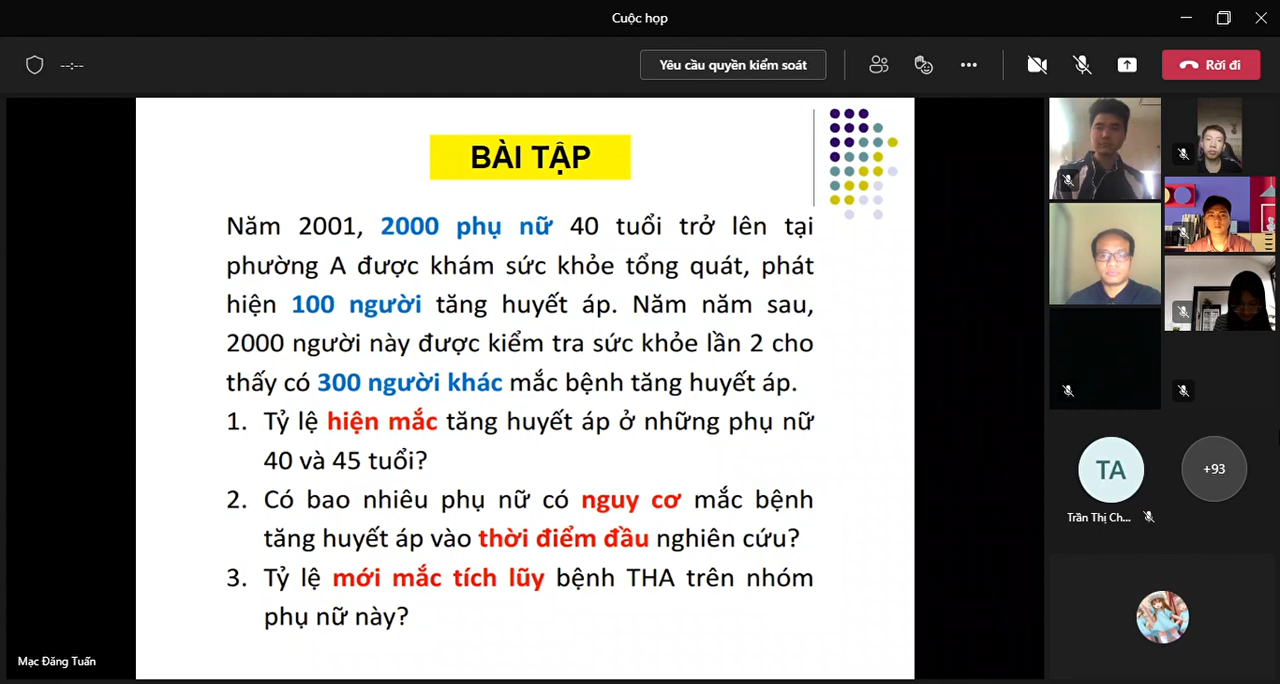 Cuộc họp
--:--
Yêu cầu quyền kiểm soát
Rời đi
BÀI TẬP
Năm 2001, 2000 phụ nữ 40 tuổi trở lên tại
phường A được khám sức khỏe tổng quát, phát
hiện 100 người tăng huyết áp. Năm năm sau,
2000 người này được kiểm tra sức khỏe lần 2 cho
thấy có 300 người khác mắc bệnh tăng huyết áp.
1. Tỷ lệ hiện mắc tăng huyết áp ở những phụ nữ
40 và 45 tuổi?
2. Có bao nhiêu phụ nữ có nguy cơ mắc bệnh
tăng huyết áp vào thời điểm đầu nghiên cứu?
3. Tỷ lệ mới mắc tích lũy bệnh THA trên nhóm
phụ nữ này?
TA
+93
Trần Thị Ch...
Mạc Đăng Tuấn